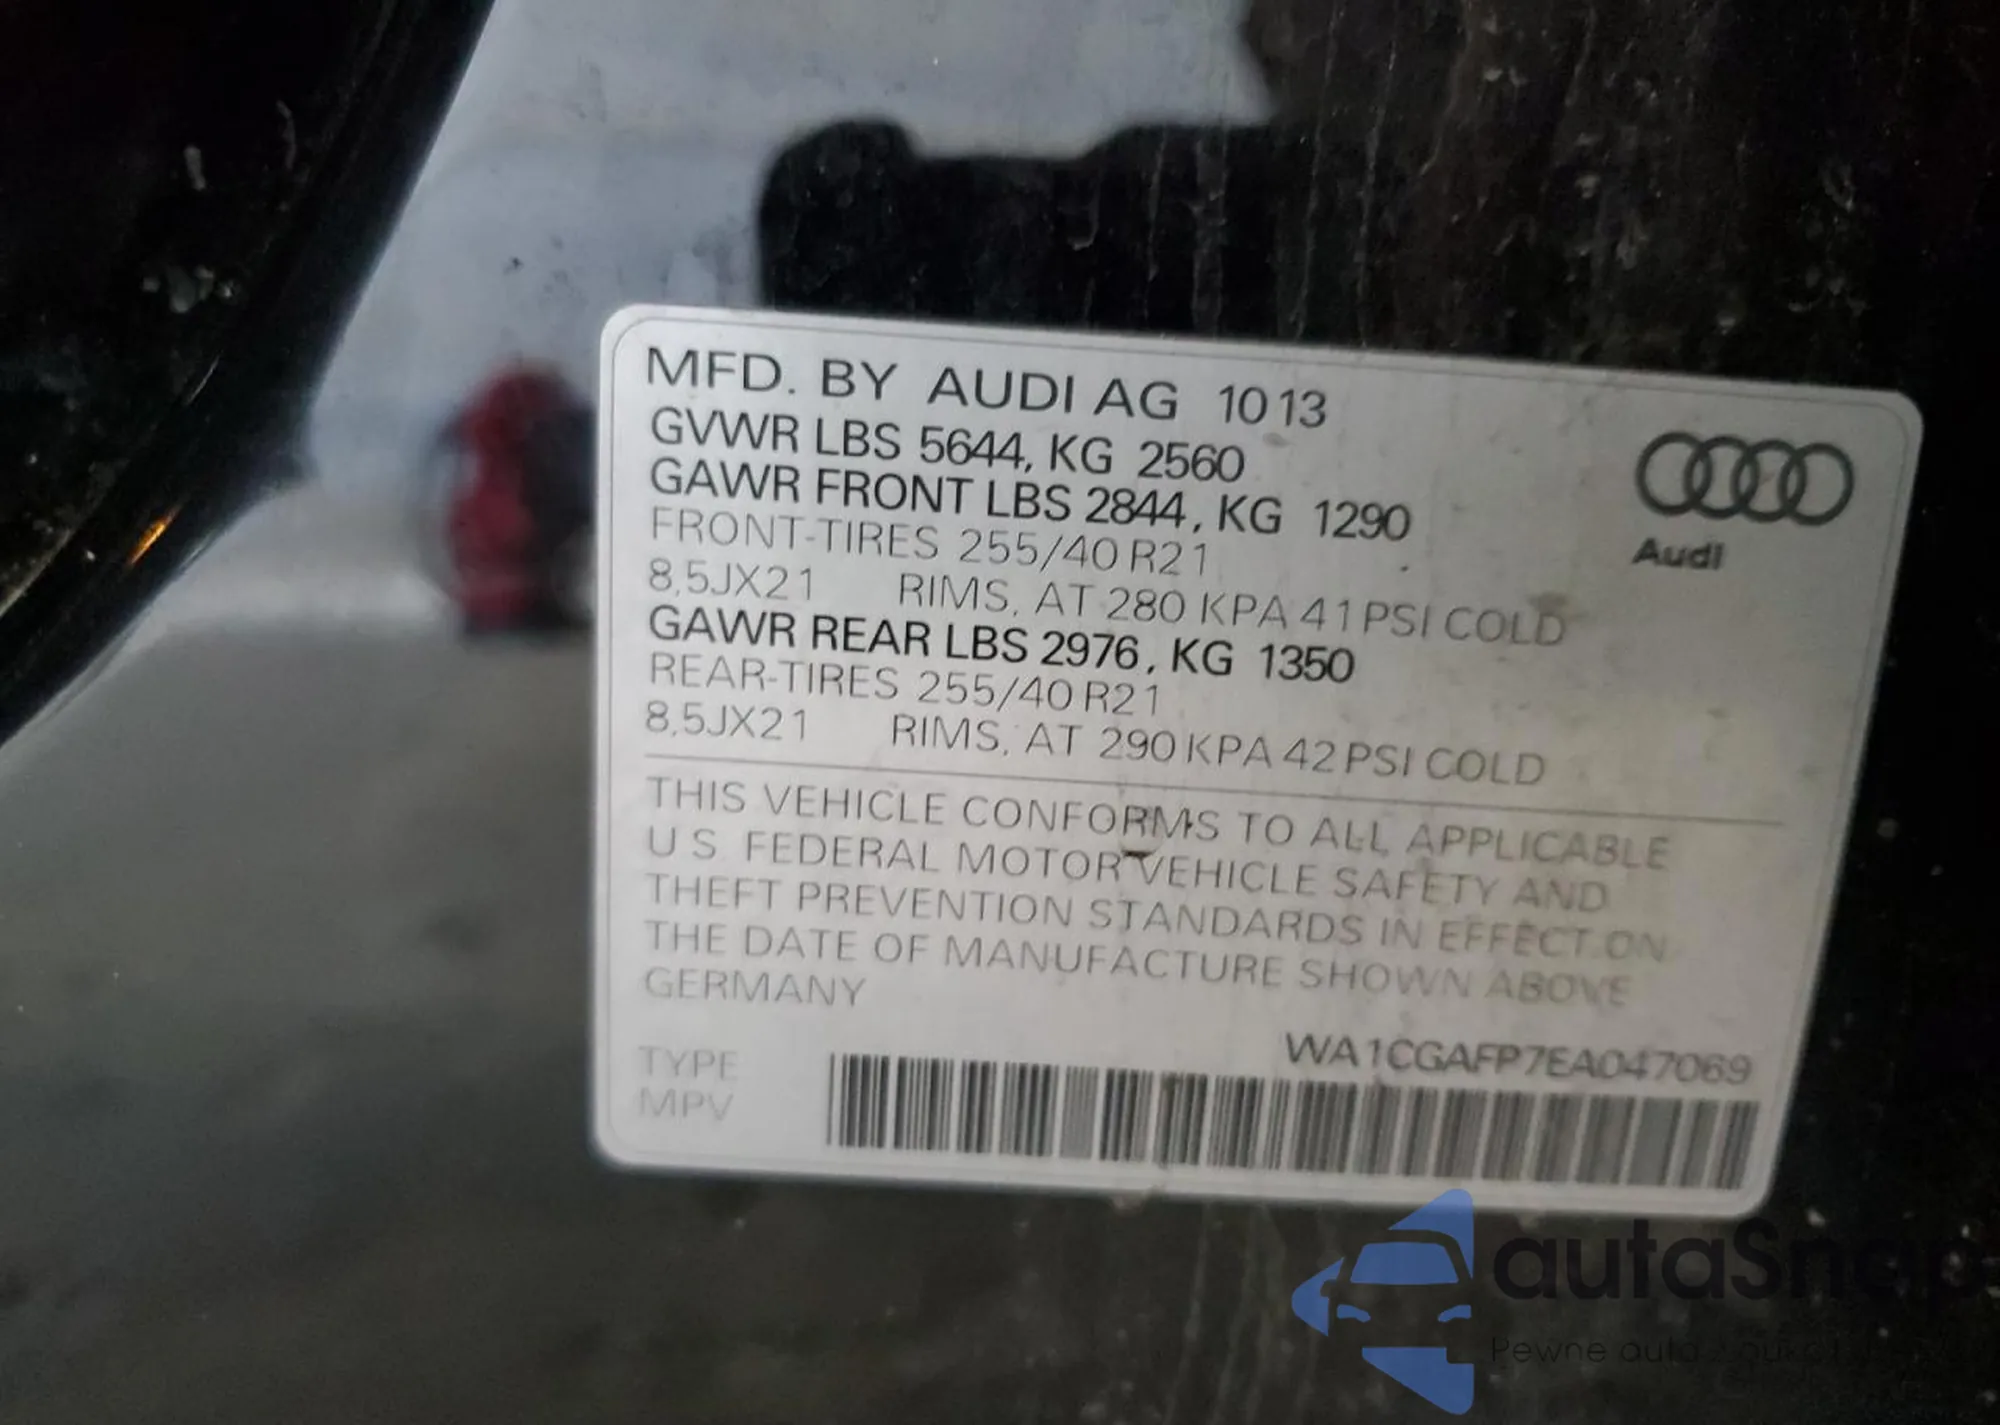 MFD. BY AUDI AG 10 13
GVWR LBS 5644, KG 2560
GAWR FRONT LBS 2844, KG 1290
FRONT-TIRES 255/40 R21
8,5JX21 RIMS, AT 280 KPA 41 PSI COLD
GAWR REAR LBS 2976, KG 1350
REAR-TIRES 255/40 R21
8,5JX21 RIMS, AT 290 KPA 42 PSI COLD
Audi
THIS VEHICLE CONFORMS TO ALL APPLICABLE
U S FEDERAL MOTOR VEHICLE SAFETY AND
THEFT PREVENTION STANDARDS IN EFFECT ON
THE DATE OF MANUFACTURE SHOWN ABOVE
GERMANY
WA1CGAFP7EA047069
TYPE
MPV
autaSnap
Pewne auta